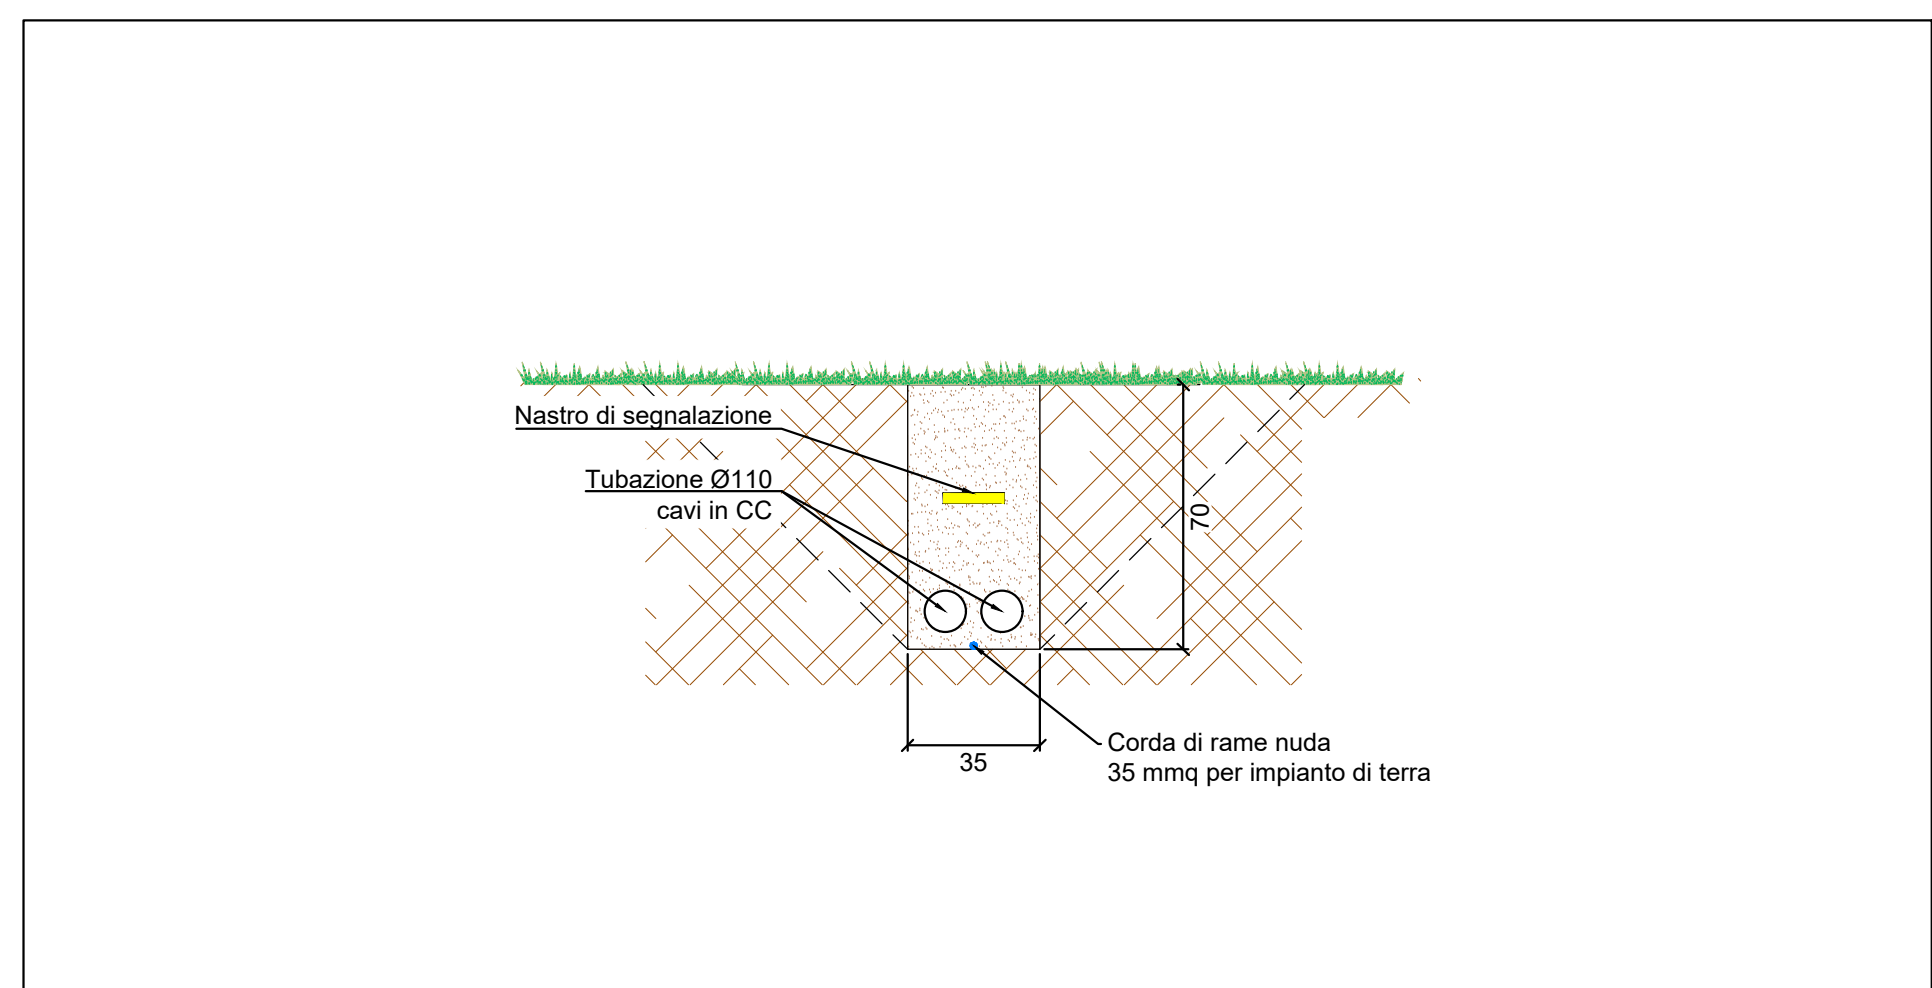 Nastro di segnalazione
Tubazione Ø110
cavi in CC
70
35
Corda di rame nuda
35 mmq per impianto di terra